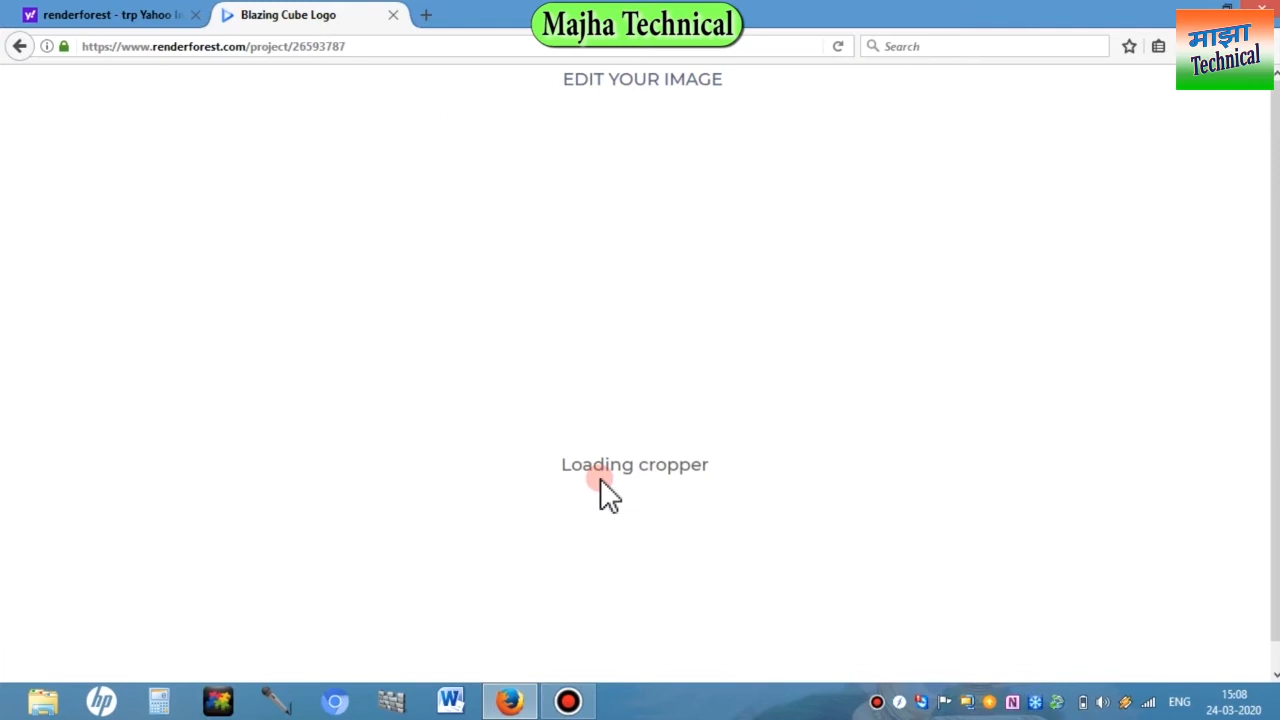 renderforest - trp Yahoo I
Blazing Cube Logo
Majha Technical
माझा
Technical
https://www.renderforest.com/project/26593787
Search
EDIT YOUR IMAGE
Loading cropper
ENG
15:08
24-03-2020